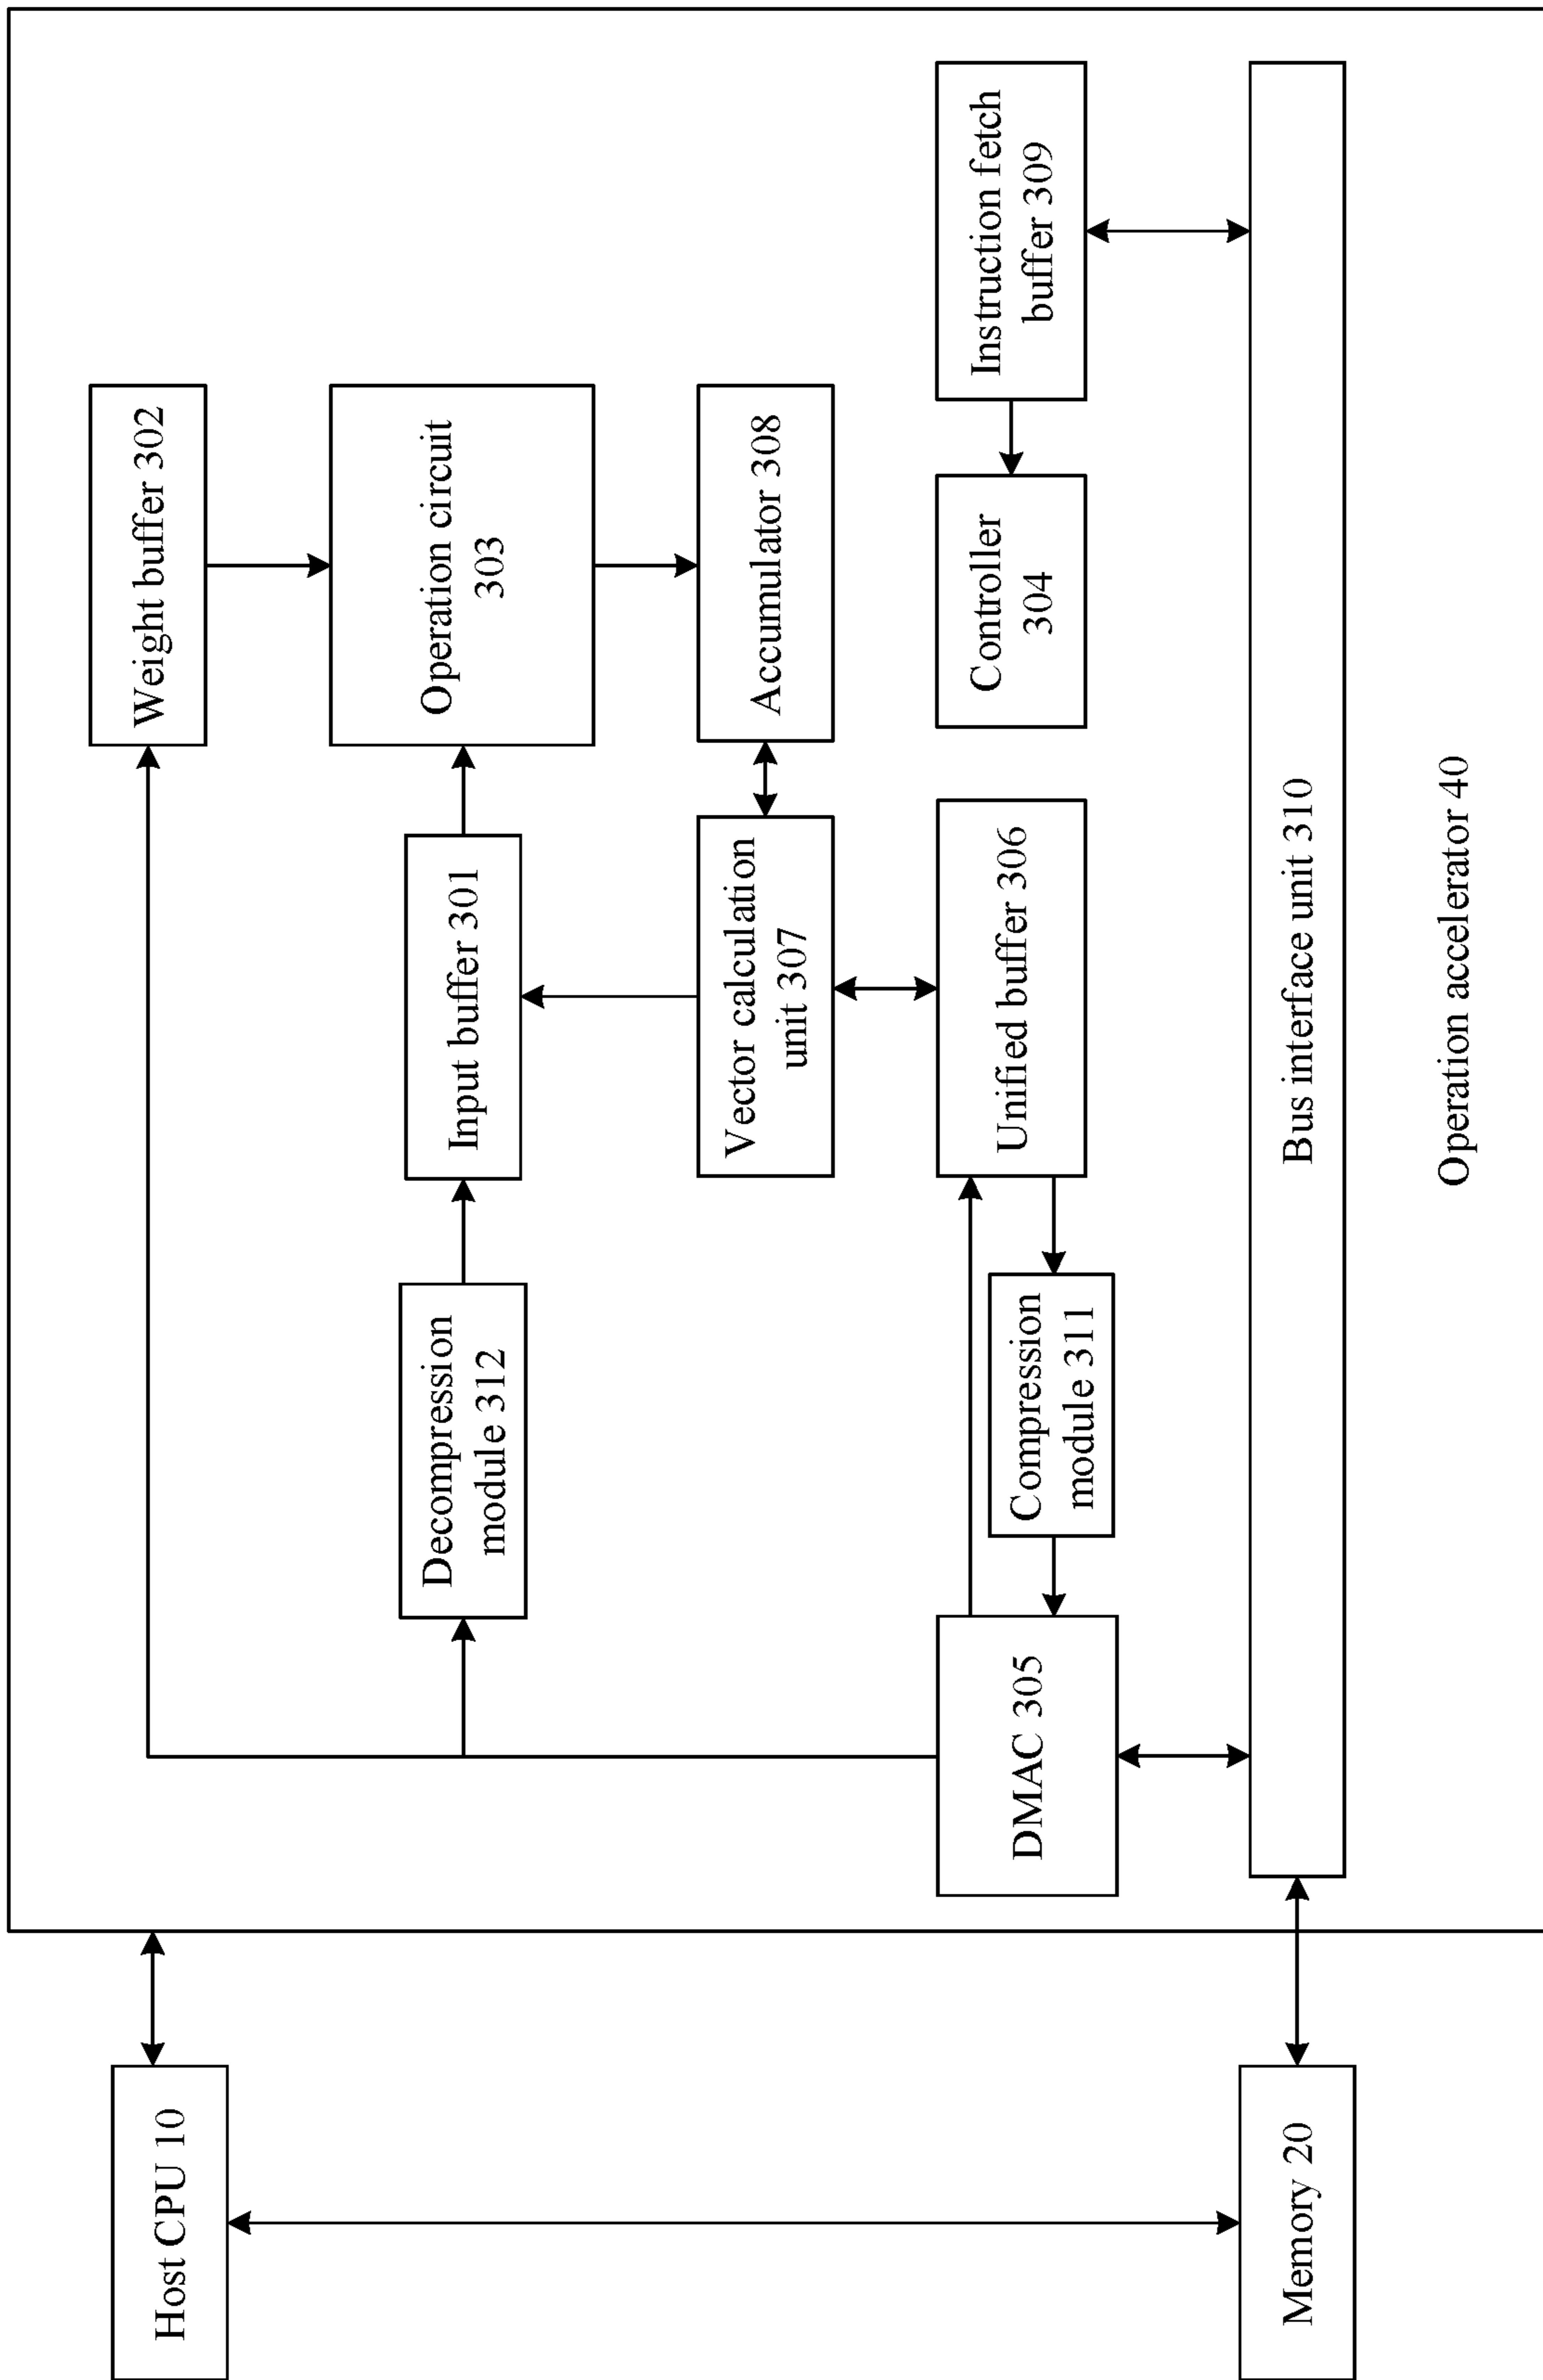 Host CPU 10
Memory 20
Weight buffer 302
Operation circuit
303
Input buffer 301
Decompression
module 312
Accumulator 308
Vector calculation
unit 307
Instruction fetch
buffer 309
Controller
304
Unified buffer 306
Compression
module 311
DMAC 305
Bus interface unit 310
Operation accelerator 40